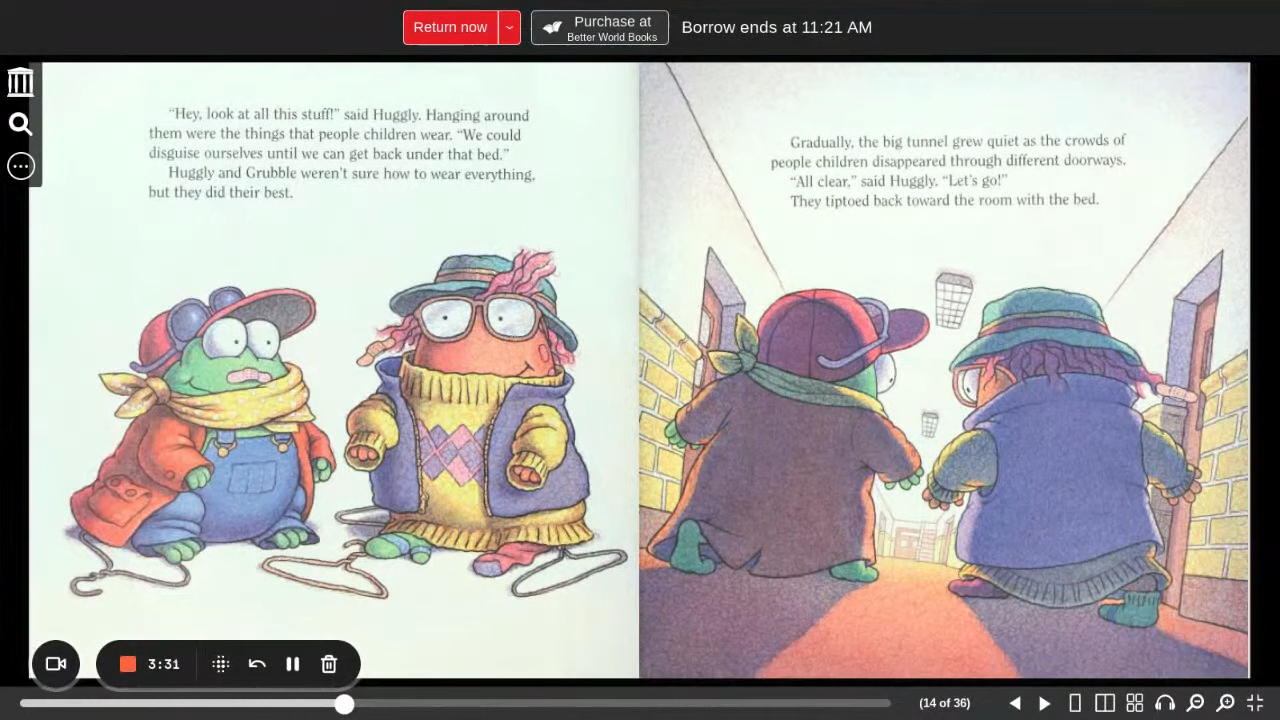 Return now
Purchase at
Better World Books
Borrow ends at 11:21 AM
“Hey, look at all this stuff!” said Huggly. Hanging around
them were the things that people children wear. “We could
disguise ourselves until we can get back under that bed.”
Huggly and Grubble weren’t sure how to wear everything,
but they did their best.
Gradually, the big tunnel grew quiet as the crowds of
people children disappeared through different doorways.
“All clear,” said Huggly. “Let’s go!”
They tiptoed back toward the room with the bed.
3:31
(14 of 36)